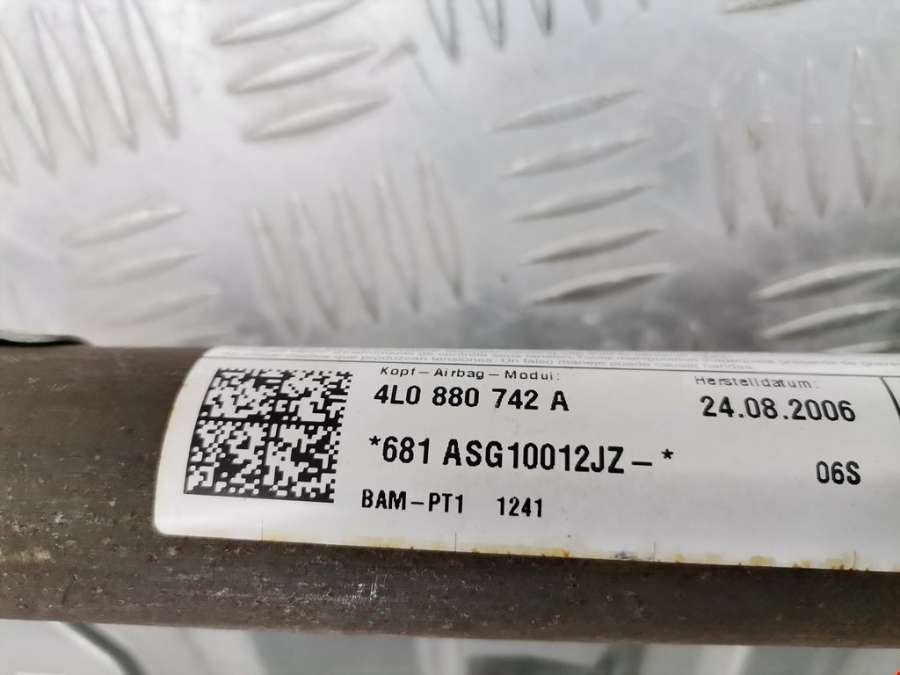 Kopf-Airbag-Modul:
Herstelldatum:
4L0 880 742 A
24.08.2006
*681 ASG10012JZ-*
06S
BAM-PT1 1241